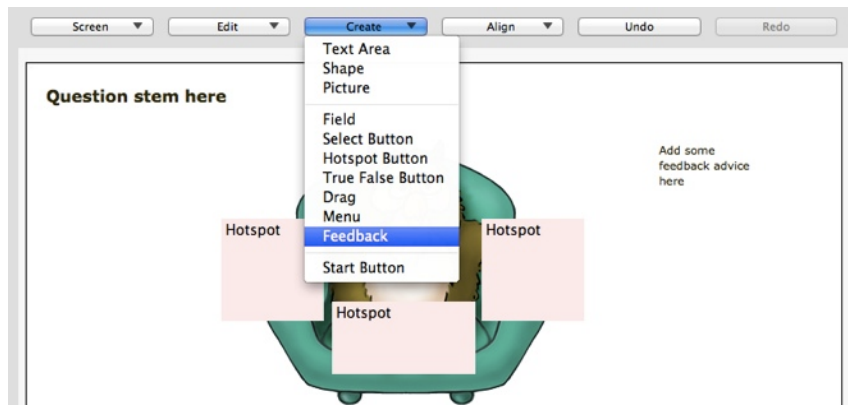 Screen
Edit
Create
Align
Undo
Redo
Text Area
Shape
Picture
Field
Select Button
Hotspot Button
True False Button
Drag
Menu
Feedback
Start Button
Question stem here
Add some
feedback advice
here
Hotspot
Hotspot
Hotspot